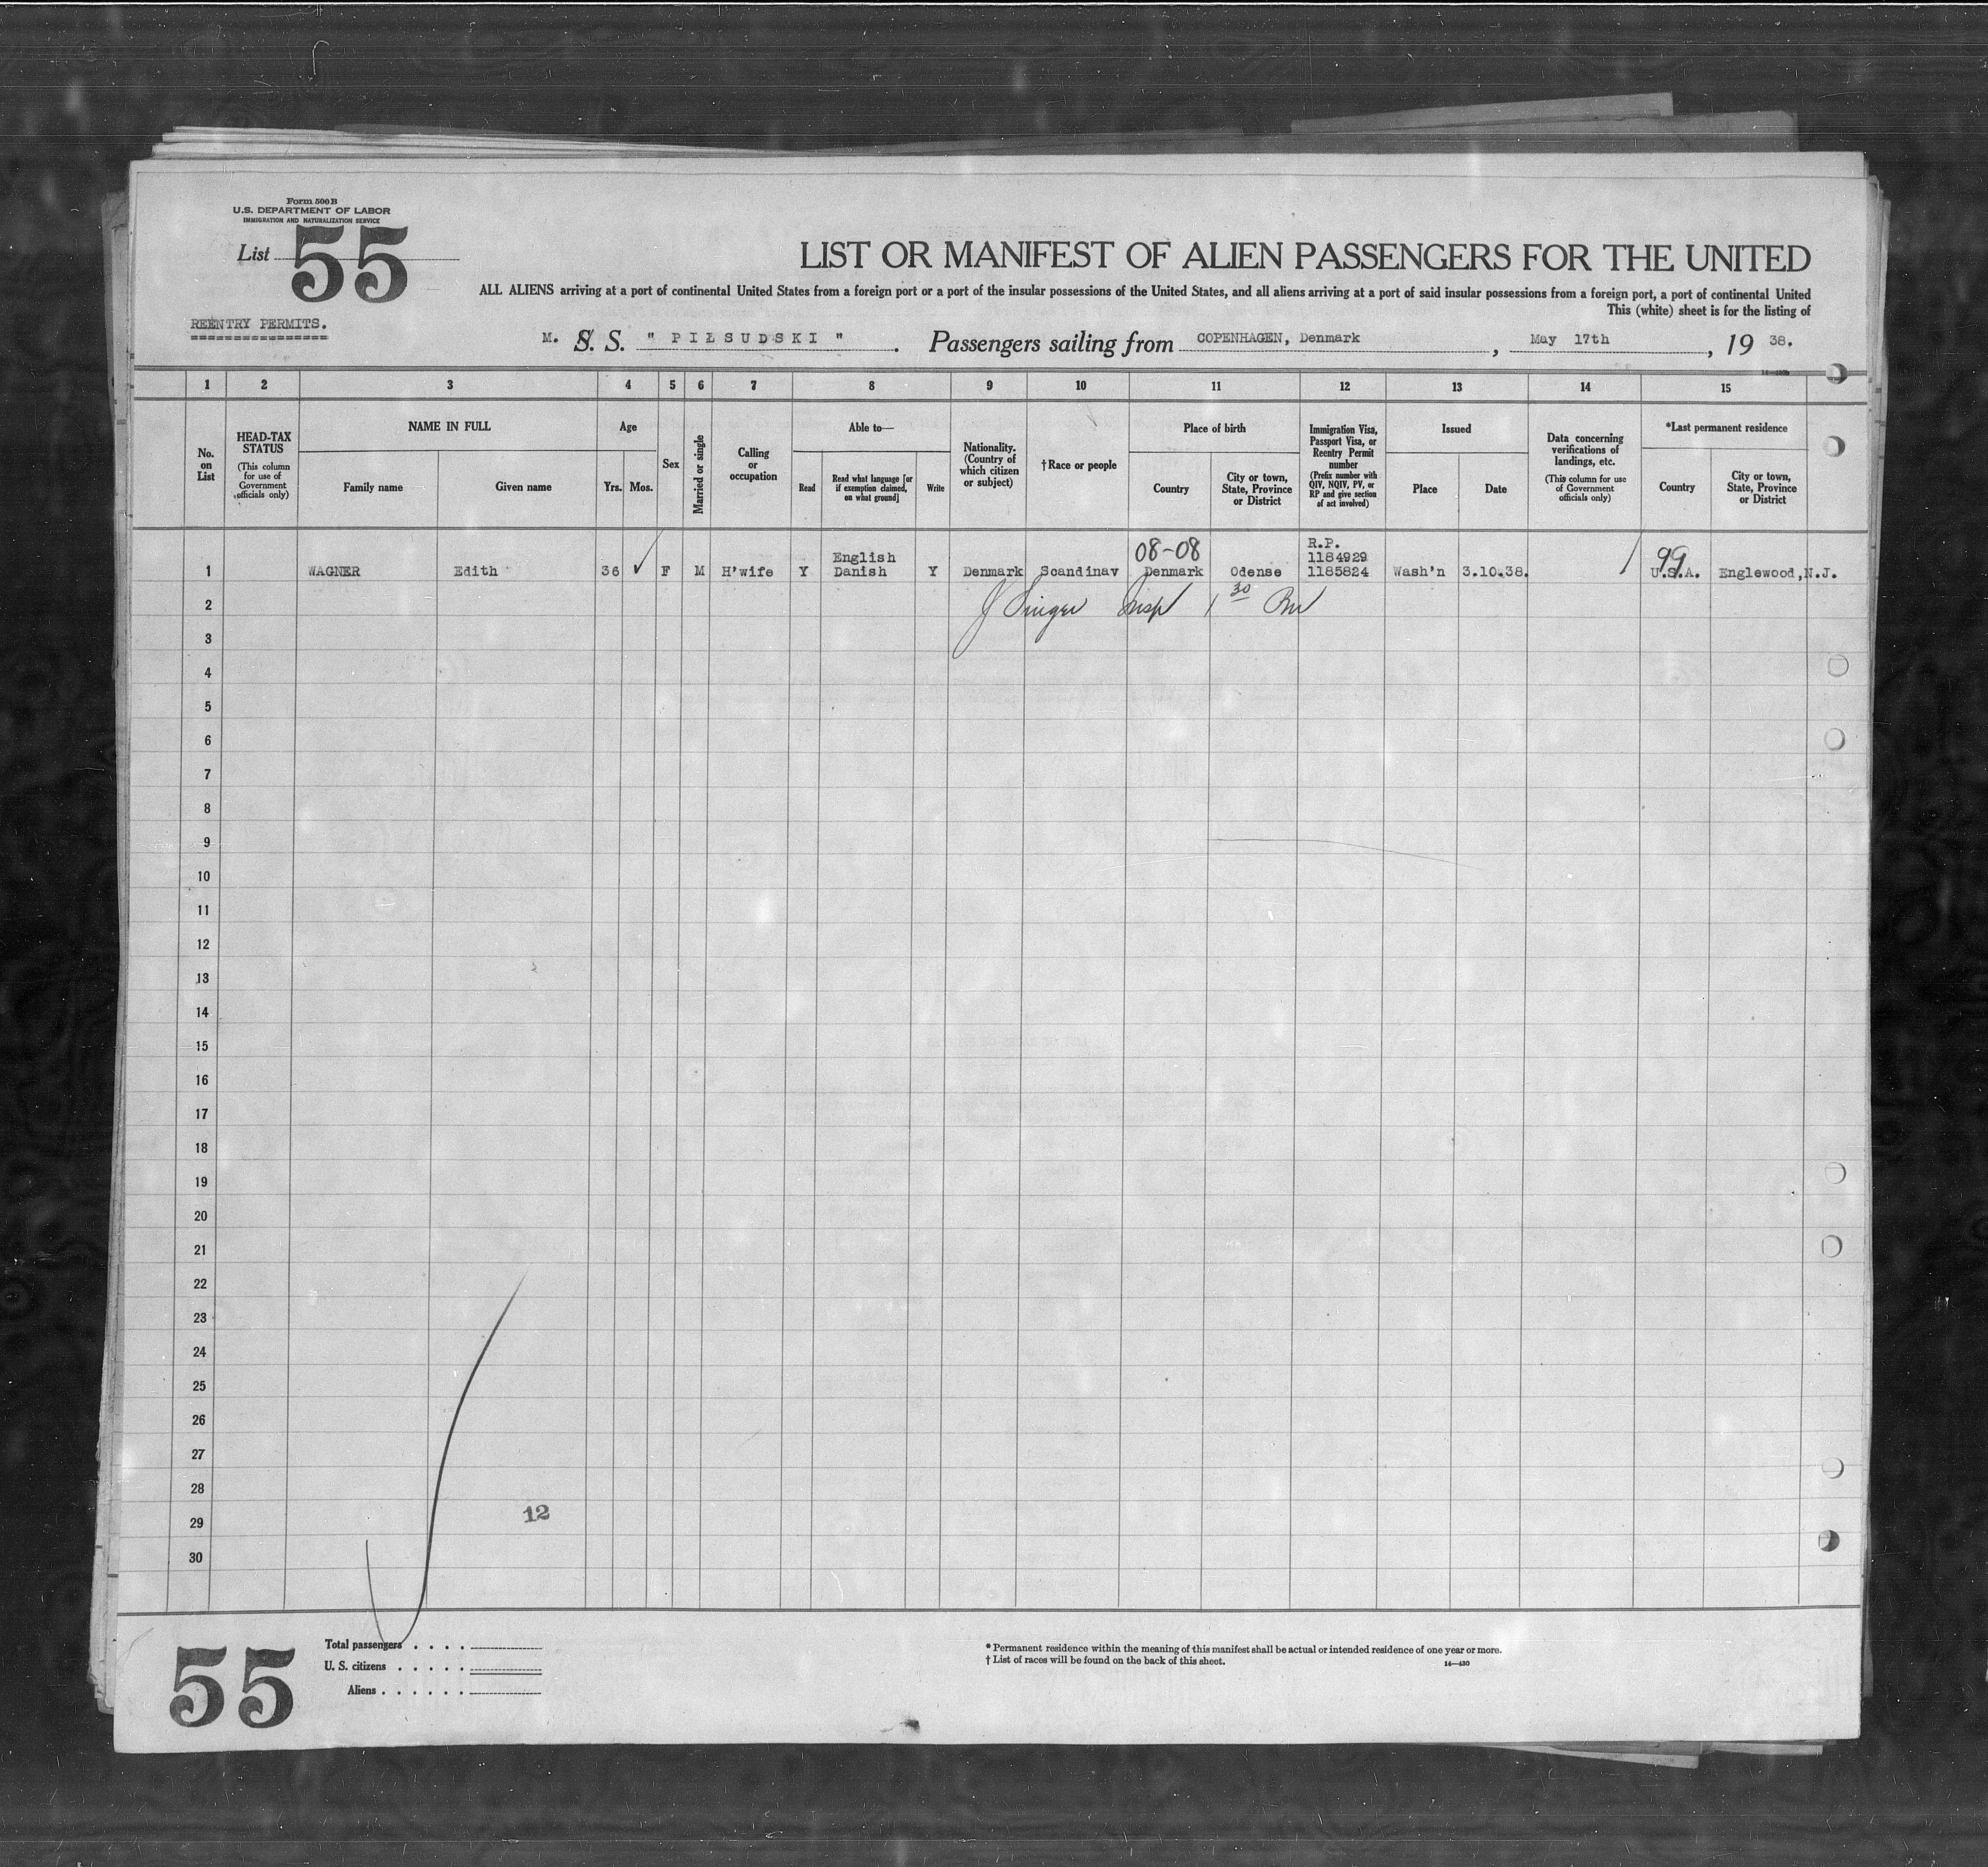 Form 500 B
U.S. DEPARTMENT OF LABOR
IMMIGRATION AND NATURALIZATION SERVICE
List 55
LIST OR MANIFEST OF ALIEN PASSENGERS FOR THE UNITED
ALL ALIENS arriving at a port of continental United States from a foreign port or a port of the insular possessions of the United States, and all aliens arriving at a port of said insular possessions from a foreign port, a port of continental United
This (white) sheet is for the listing of
REENTRY PERMITS.
M. S. S. " PIŁSUDSKI " . Passengers sailing from COPENHAGEN, Denmark , May 17th , 19 38.
1 2 3 4 5 6 7 8 9 10 11 12 13 14 15
No. on List
HEAD-TAX STATUS
(This column for use of Government officials only)
NAME IN FULL
Family name
Given name
Age
Yrs. Mos.
Sex
Married or single
Calling or occupation
Able to—
Read
Read what language [or if exemption claimed, on what ground]
Write
Nationality. (Country of which citizen or subject)
†Race or people
Place of birth
Country
City or town, State, Province or District
Immigration Visa, Passport Visa, or Reentry Permit number
(Prefix number with QIV, NQIV, PV, or RP and give section of act involved)
Issued
Place
Date
Data concerning verifications of landings, etc.
(This column for use of Government officials only)
*Last permanent residence
Country
City or town, State, Province or District
08-08 R.P. 99
English 1184929
1 WAGNER Edith 36 ✓ F M H'wife Y Danish Y Denmark Scandinav Denmark Odense 1185824 Wash'n 3.10.38. U.S.A. Englewood, N.J.
2 J Singer Insp 1 30 Pm
3
4
5
6
7
8
9
10
11
12
13
14
15
16
17
18
19
20
21
22
23
24
25
26
27
28
29 12
30
55
Total passengers
U. S. citizens
Aliens
* Permanent residence within the meaning of this manifest shall be actual or intended residence of one year or more.
† List of races will be found on the back of this sheet.
14—430